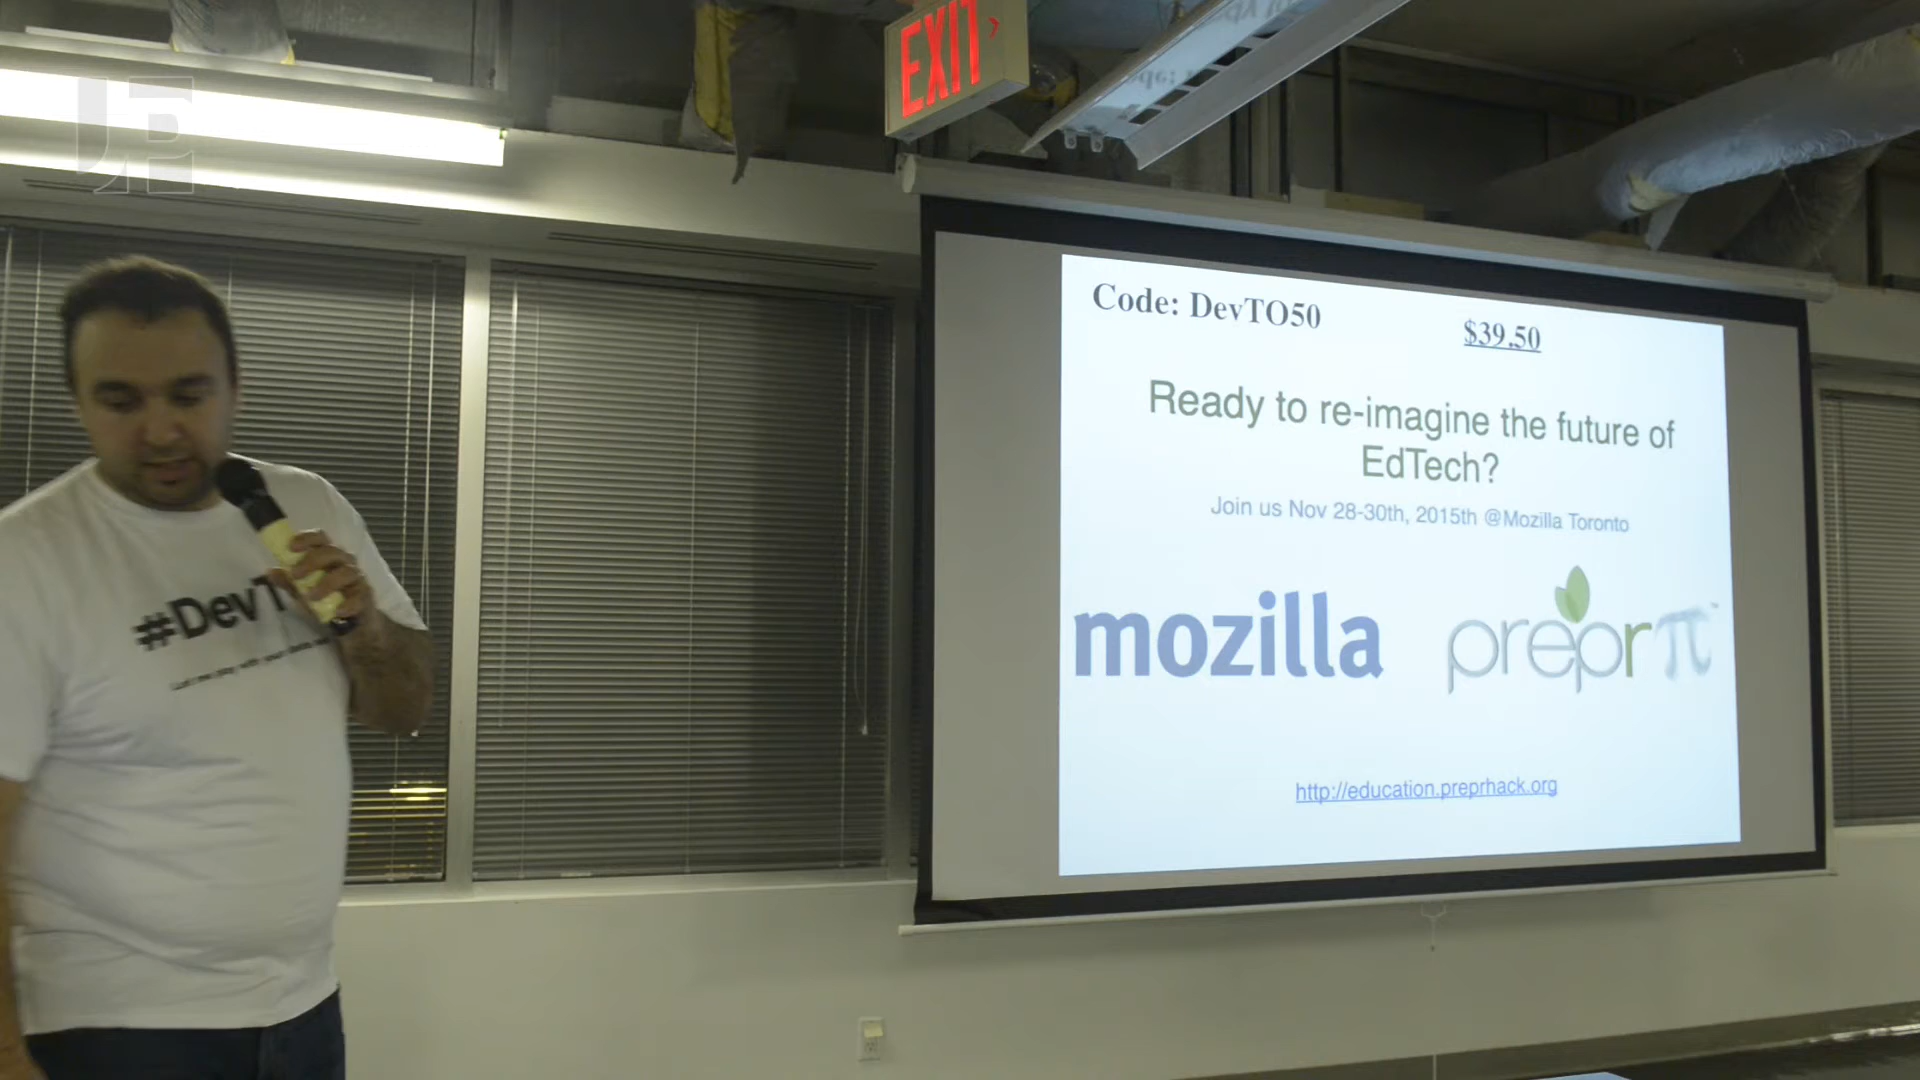 JP
EXIT
Code: DevTO50
$39.50
Ready to re-imagine the future of
EdTech?
Join us Nov 28-30th, 2015th @Mozilla Toronto
mozilla
prepr π
http://education.preprhack.org
#DevT